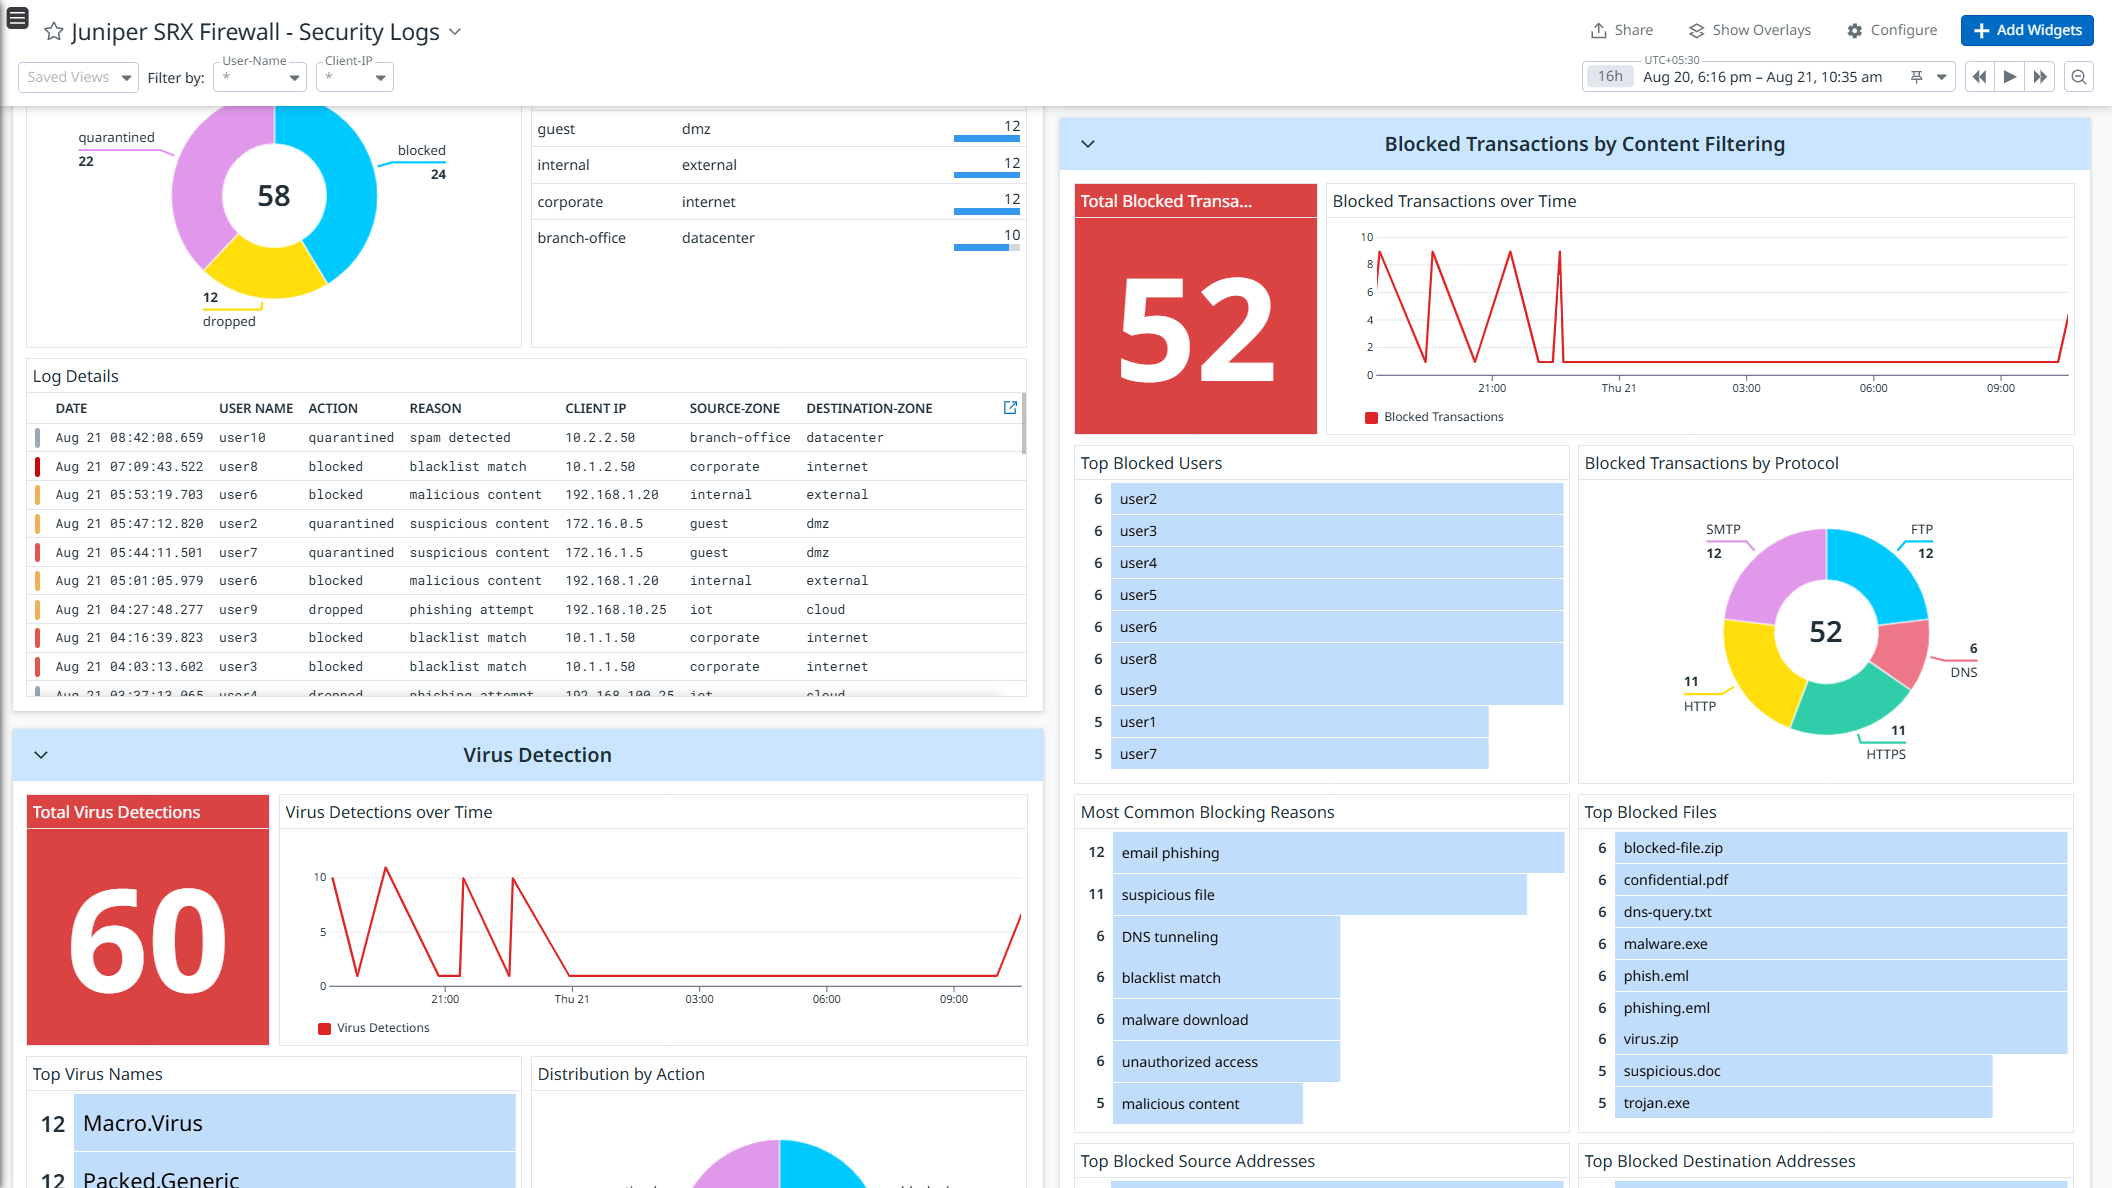 Juniper SRX Firewall - Security Logs
Share
Show Overlays
Configure
Add Widgets
Saved Views
Filter by:
User-Name
*
Client-IP
*
UTC+05:30
16h
Aug 20, 6:16 pm – Aug 21, 10:35 am
quarantined
22
blocked
24
58
12
dropped
guest dmz 12
internal external 12
corporate internet 12
branch-office datacenter 10
Log Details
DATE USER NAME ACTION REASON CLIENT IP SOURCE-ZONE DESTINATION-ZONE
Aug 21 08:42:08.659 user10 quarantined spam detected 10.2.2.50 branch-office datacenter
Aug 21 07:09:43.522 user8 blocked blacklist match 10.1.2.50 corporate internet
Aug 21 05:53:19.703 user6 blocked malicious content 192.168.1.20 internal external
Aug 21 05:47:12.820 user2 quarantined suspicious content 172.16.0.5 guest dmz
Aug 21 05:44:11.501 user7 quarantined suspicious content 172.16.1.5 guest dmz
Aug 21 05:01:05.979 user6 blocked malicious content 192.168.1.20 internal external
Aug 21 04:27:48.277 user9 dropped phishing attempt 192.168.10.25 iot cloud
Aug 21 04:16:39.823 user3 blocked blacklist match 10.1.1.50 corporate internet
Aug 21 04:03:13.602 user3 blocked blacklist match 10.1.1.50 corporate internet
Aug 21 03:37:13.065 user4 dropped phishing attempt 192.168.100.25 iot cloud
Virus Detection
Total Virus Detections
60
Virus Detections over Time
10
5
0
21:00 Thu 21 03:00 06:00 09:00
Virus Detections
Top Virus Names
12 Macro.Virus
12 Packed.Generic
Distribution by Action
Blocked Transactions by Content Filtering
Total Blocked Transa...
52
Blocked Transactions over Time
10
8
6
4
2
0
21:00 Thu 21 03:00 06:00 09:00
Blocked Transactions
Top Blocked Users
6 user2
6 user3
6 user4
6 user5
6 user6
6 user8
6 user9
5 user1
5 user7
Blocked Transactions by Protocol
SMTP
12
FTP
12
52
6
DNS
11
HTTP
11
HTTPS
Most Common Blocking Reasons
12 email phishing
11 suspicious file
6 DNS tunneling
6 blacklist match
6 malware download
6 unauthorized access
5 malicious content
Top Blocked Files
6 blocked-file.zip
6 confidential.pdf
6 dns-query.txt
6 malware.exe
6 phish.eml
6 phishing.eml
6 virus.zip
5 suspicious.doc
5 trojan.exe
Top Blocked Source Addresses
Top Blocked Destination Addresses